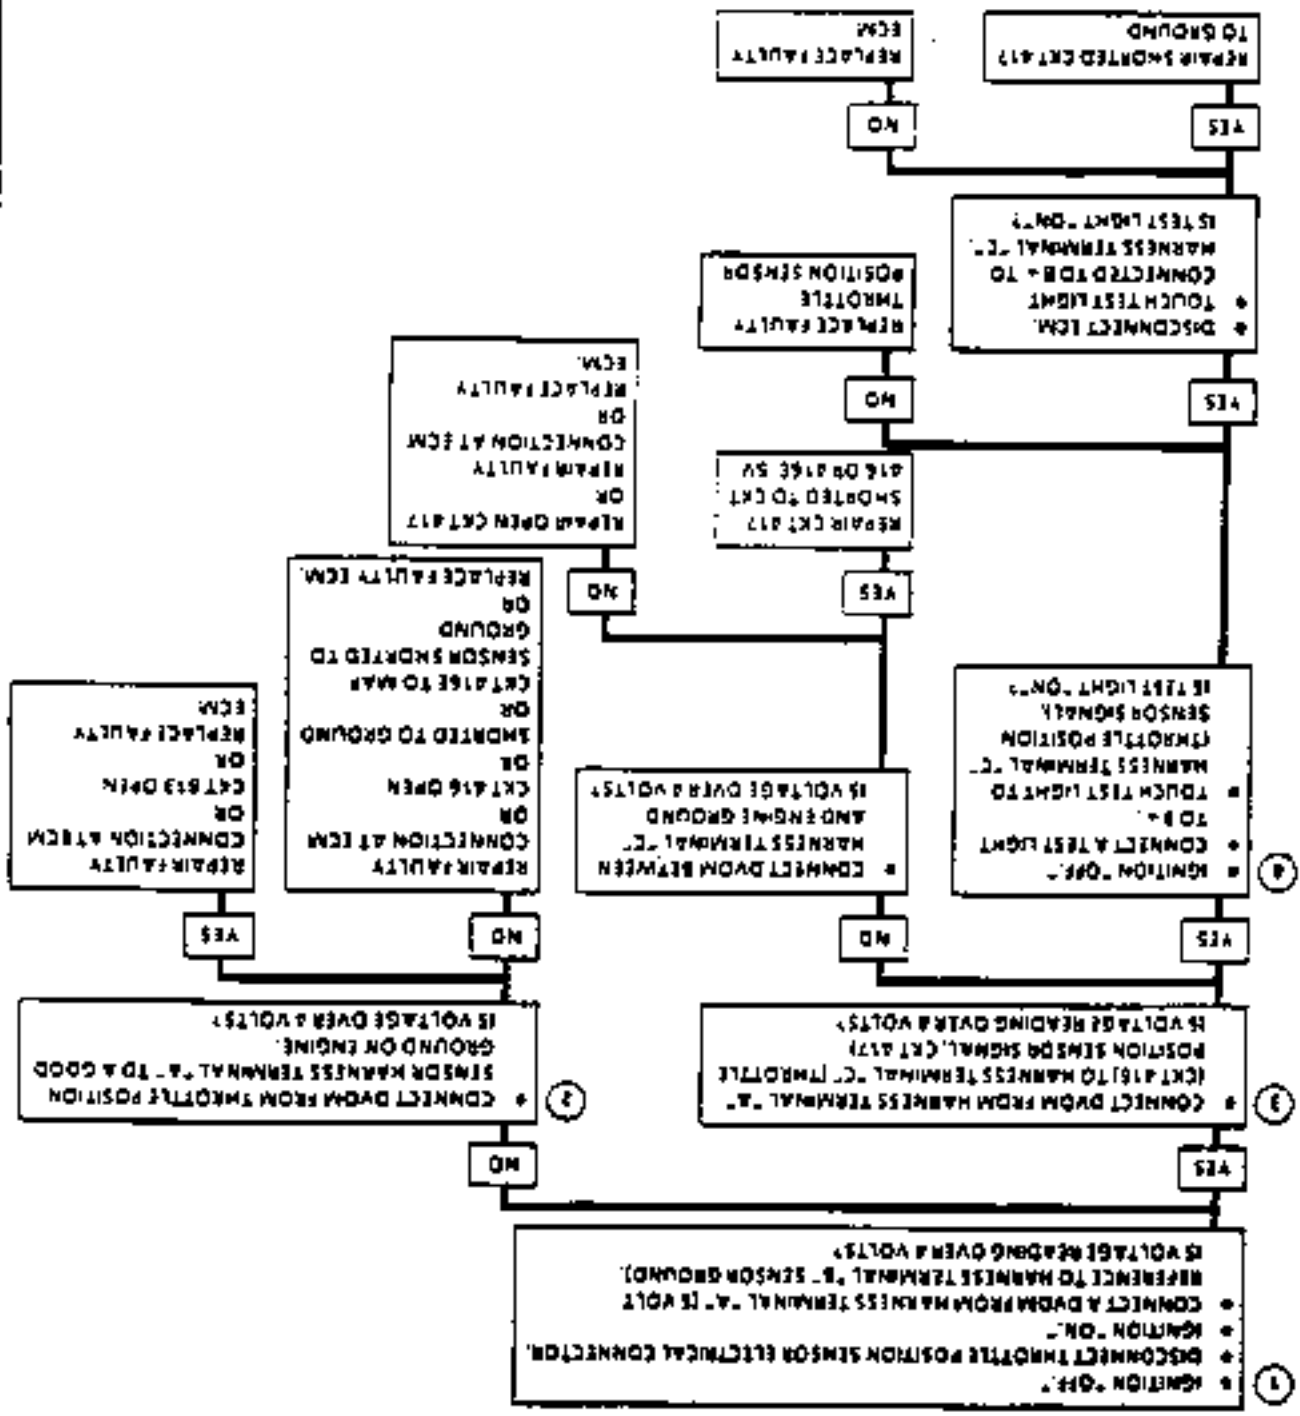 1
• IGNITION "OFF".
• DISCONNECT THROTTLE POSITION SENSOR ELECTRICAL CONNECTOR.
• IGNITION "ON".
• CONNECT A DVOM FROM HARNESS TERMINAL "A" (5 VOLT
REFERENCE TO HARNESS TERMINAL "B" SENSOR GROUND).
IS VOLTAGE READING OVER 4 VOLTS?
YES
NO
3
• CONNECT DVOM FROM HARNESS TERMINAL "A"
(CKT 416) TO HARNESS TERMINAL "C" (THROTTLE
POSITION SENSOR SIGNAL, CKT 417)
IS VOLTAGE READING OVER 4 VOLTS?
2
• CONNECT DVOM FROM THROTTLE POSITION
SENSOR HARNESS TERMINAL "A" TO A GOOD
GROUND ON ENGINE.
IS VOLTAGE OVER 4 VOLTS?
YES
NO
NO
YES
4
• IGNITION "OFF".
• CONNECT A TEST LIGHT
TO B+.
• TOUCH TEST LIGHT TO
HARNESS TERMINAL "C"
(THROTTLE POSITION
SENSOR SIGNAL).
IS TEST LIGHT "ON"?
• CONNECT DVOM BETWEEN
HARNESS TERMINAL "C"
AND ENGINE GROUND
IS VOLTAGE OVER 4 VOLTS?
REPAIR FAULTY
CONNECTION AT ECM
OR
CKT 416 OPEN
OR
SHORTED TO GROUND
OR
CKT 416E TO MAP
SENSOR SHORTED TO
GROUND
OR
REPLACE FAULTY ECM.
REPAIR FAULTY
CONNECTION AT ECM
OR
CKT 813 OPEN
OR
REPLACE FAULTY
ECM
YES
NO
REPAIR CKT 417
SHORTED TO CKT
416 OR 416E 5V
REPAIR OPEN CKT 417
OR
REPAIR FAULTY
CONNECTION AT ECM
OR
REPLACE FAULTY
ECM.
YES
NO
• DISCONNECT ECM.
• TOUCH TEST LIGHT
CONNECTED TO B+ TO
HARNESS TERMINAL "C".
IS TEST LIGHT "ON"?
REPLACE FAULTY
THROTTLE
POSITION SENSOR
YES
NO
REPAIR SHORTED CKT 417
TO GROUND
REPLACE FAULTY
ECM